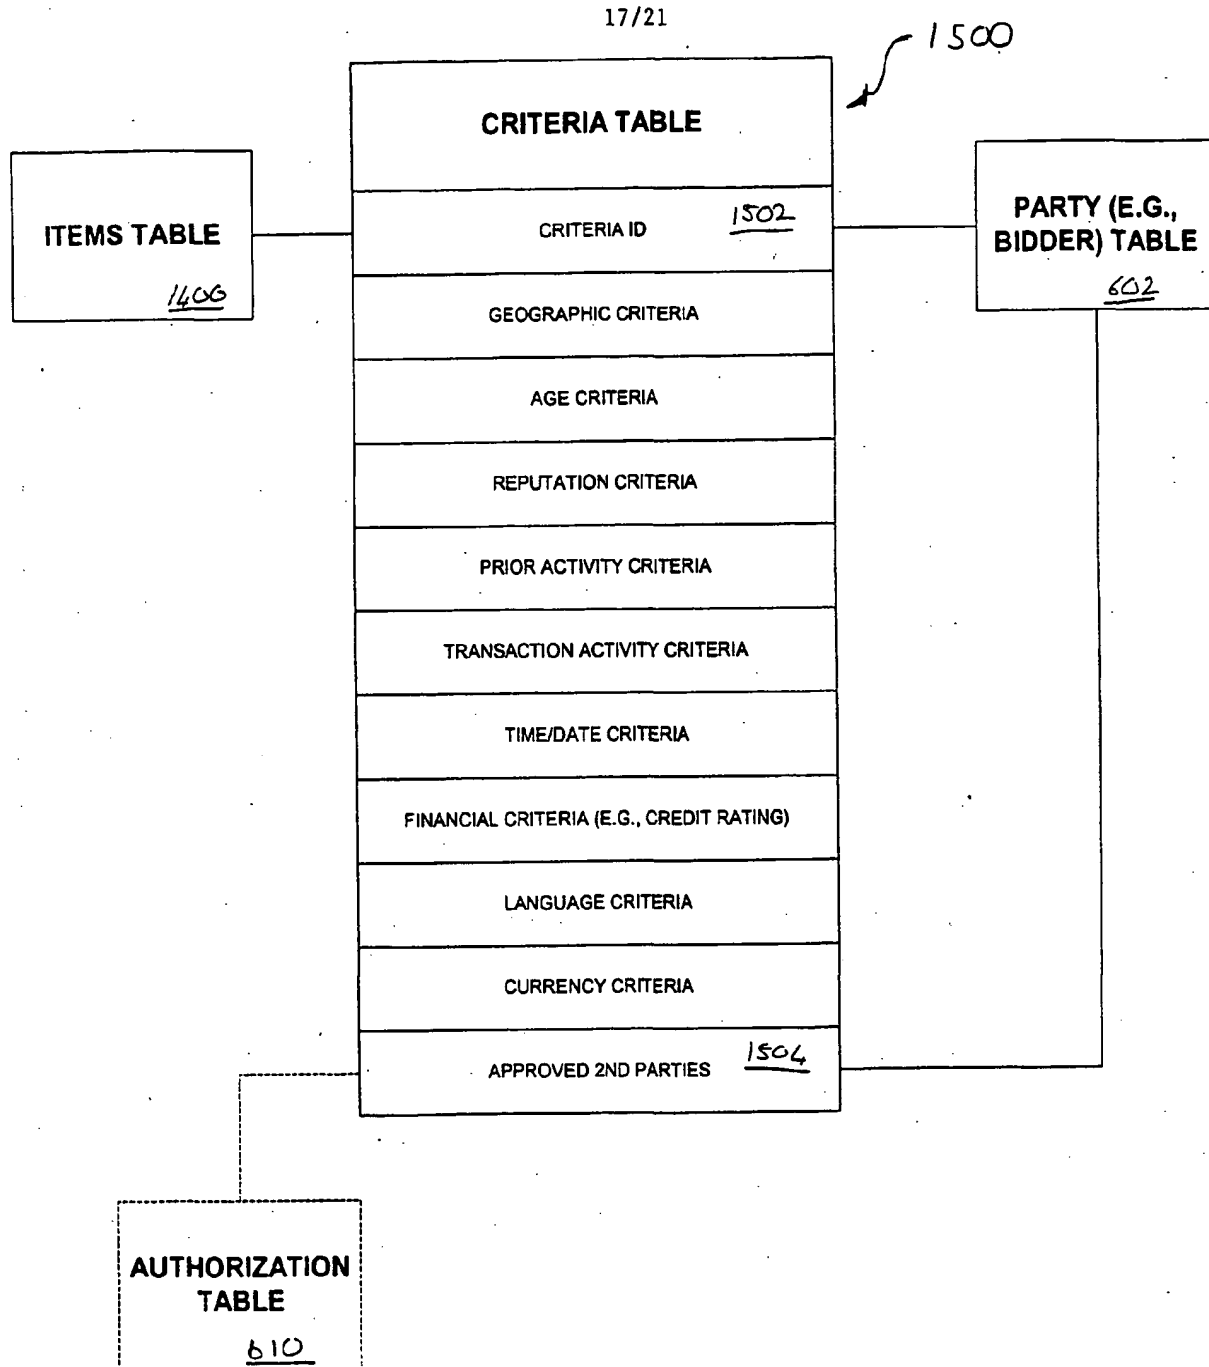 17/21
1500
CRITERIA TABLE
ITEMS TABLE
1400
CRITERIA ID 1502
PARTY (E.G.,
BIDDER) TABLE
602
GEOGRAPHIC CRITERIA
AGE CRITERIA
REPUTATION CRITERIA
PRIOR ACTIVITY CRITERIA
TRANSACTION ACTIVITY CRITERIA
TIME/DATE CRITERIA
FINANCIAL CRITERIA (E.G., CREDIT RATING)
LANGUAGE CRITERIA
CURRENCY CRITERIA
APPROVED 2ND PARTIES 1504
AUTHORIZATION
TABLE
610